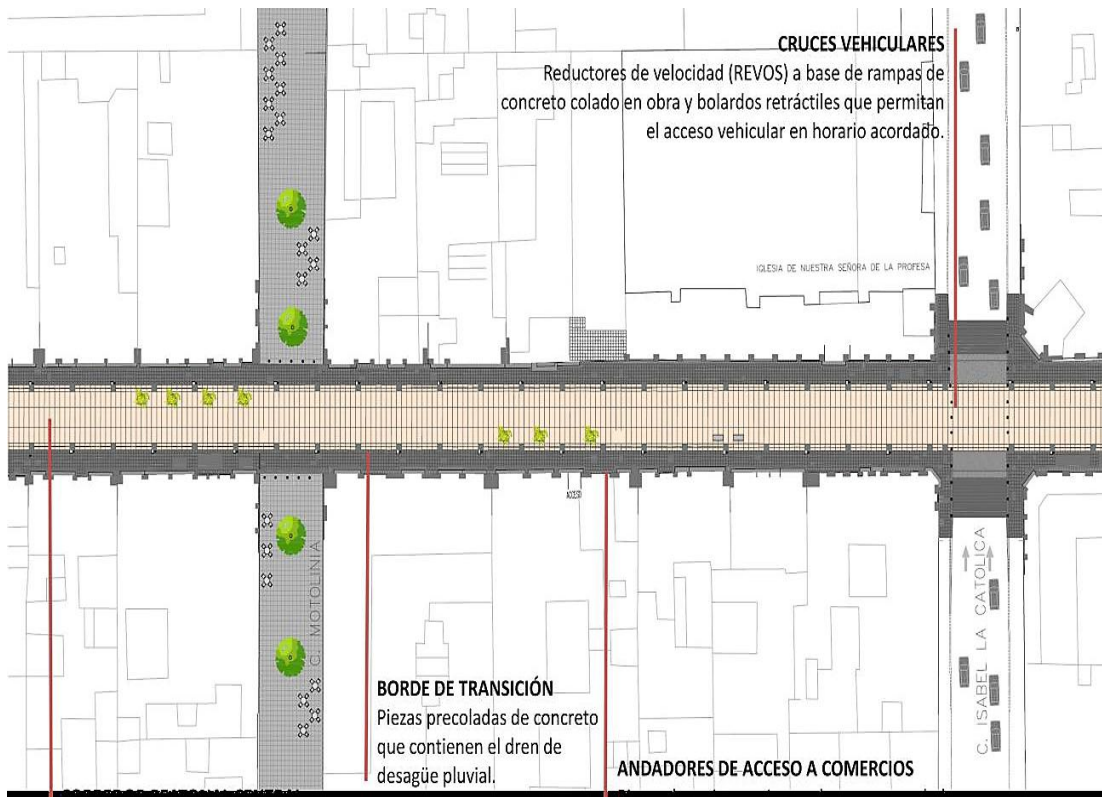 CRUCES VEHICULARES
Reductores de velocidad (REVOS) a base de rampas de
concreto colado en obra y bolardos retráctiles que permitan
el acceso vehicular en horario acordado.
IGLESIA DE NUESTRA SEÑORA DE LA PROFESA
ACCESO
C. MOTOLINIA
C. ISABEL LA CATOLICA
BORDE DE TRANSICIÓN
Piezas precoladas de concreto
que contienen el dren de
desagüe pluvial.
ANDADORES DE ACCESO A COMERCIOS